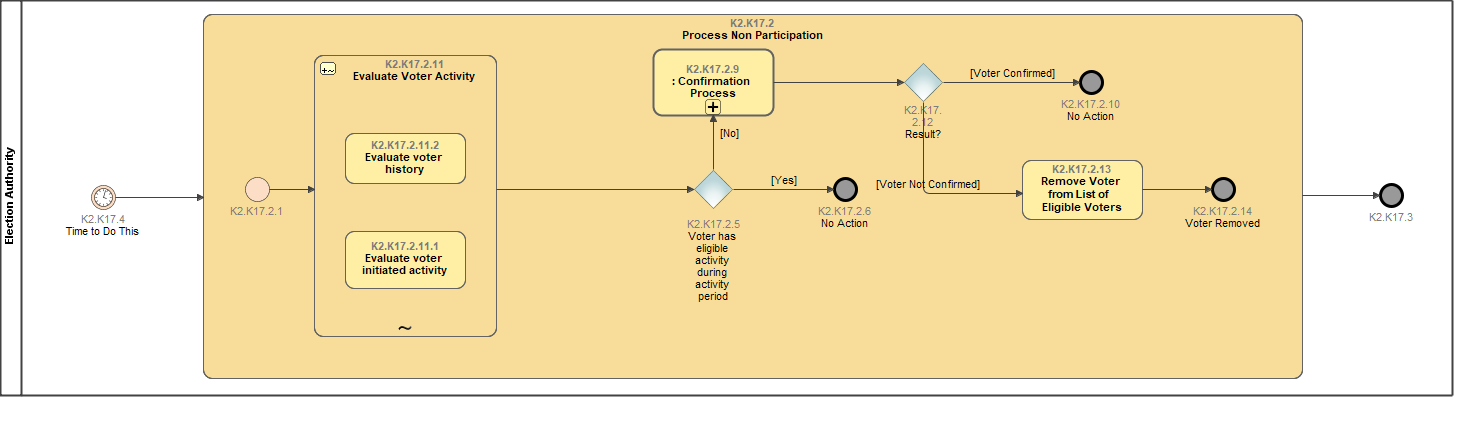 Election Authority
K2.K17.4
Time to Do This
K2.K17.2
Process Non Participation
K2.K17.2.1
K2.K17.2.11
Evaluate Voter Activity
K2.K17.2.11.2
Evaluate voter
history
K2.K17.2.11.1
Evaluate voter
initiated activity
~
K2.K17.2.9
: Confirmation
Process
[No]
K2.K17.2.5
Voter has
eligible
activity
during
activity
period
[Yes]
K2.K17.2.6
No Action
K2.K17.
2.12
Result?
[Voter Confirmed]
K2.K17.2.10
No Action
[Voter Not Confirmed]
K2.K17.2.13
Remove Voter
from List of
Eligible Voters
K2.K17.2.14
Voter Removed
K2.K17.3